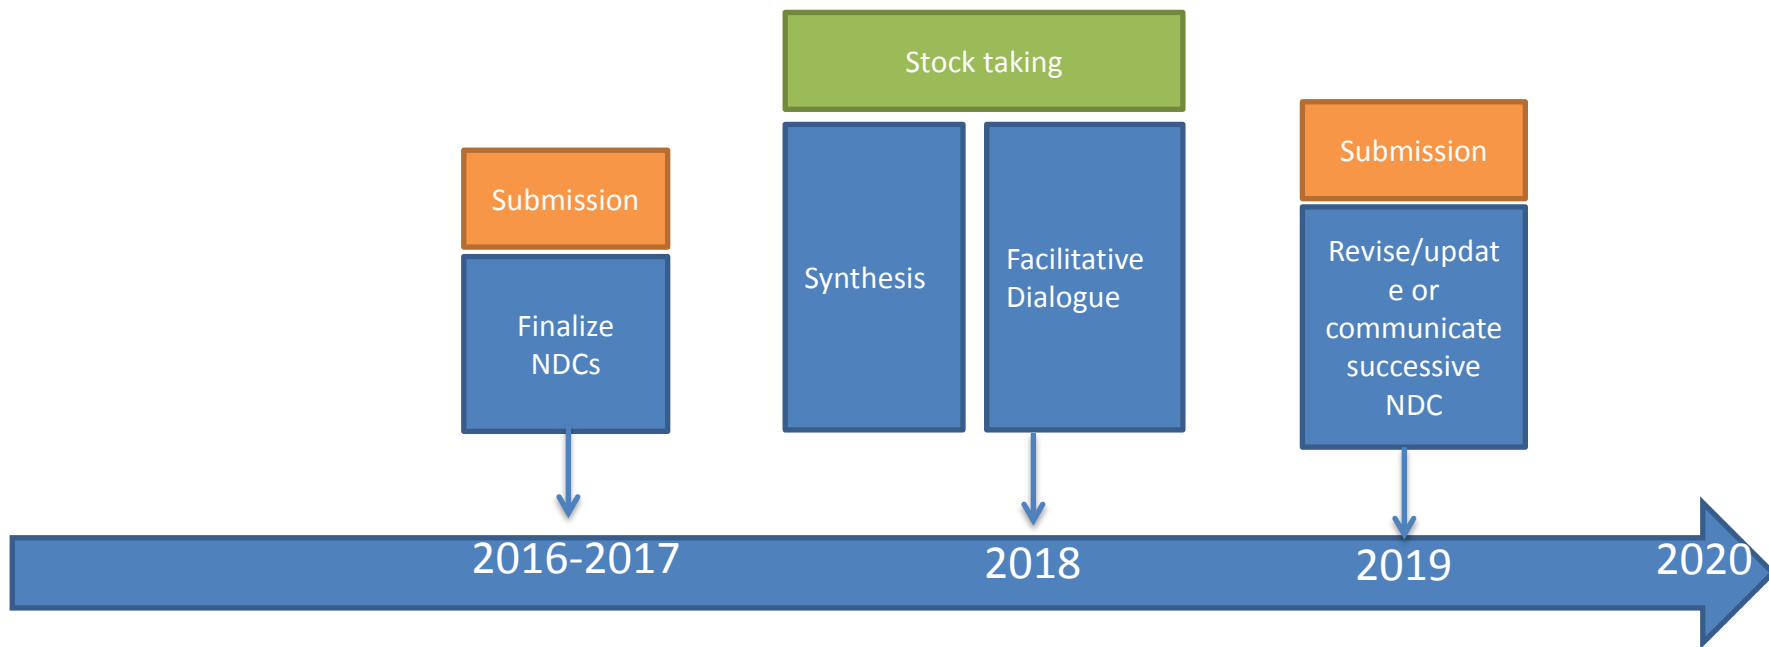 Stock taking
Submission
Finalize
NDCs
Synthesis
Facilitative
Dialogue
Submission
Revise/updat
e or
communicate
successive
NDC
2016-2017
2018
2019
2020